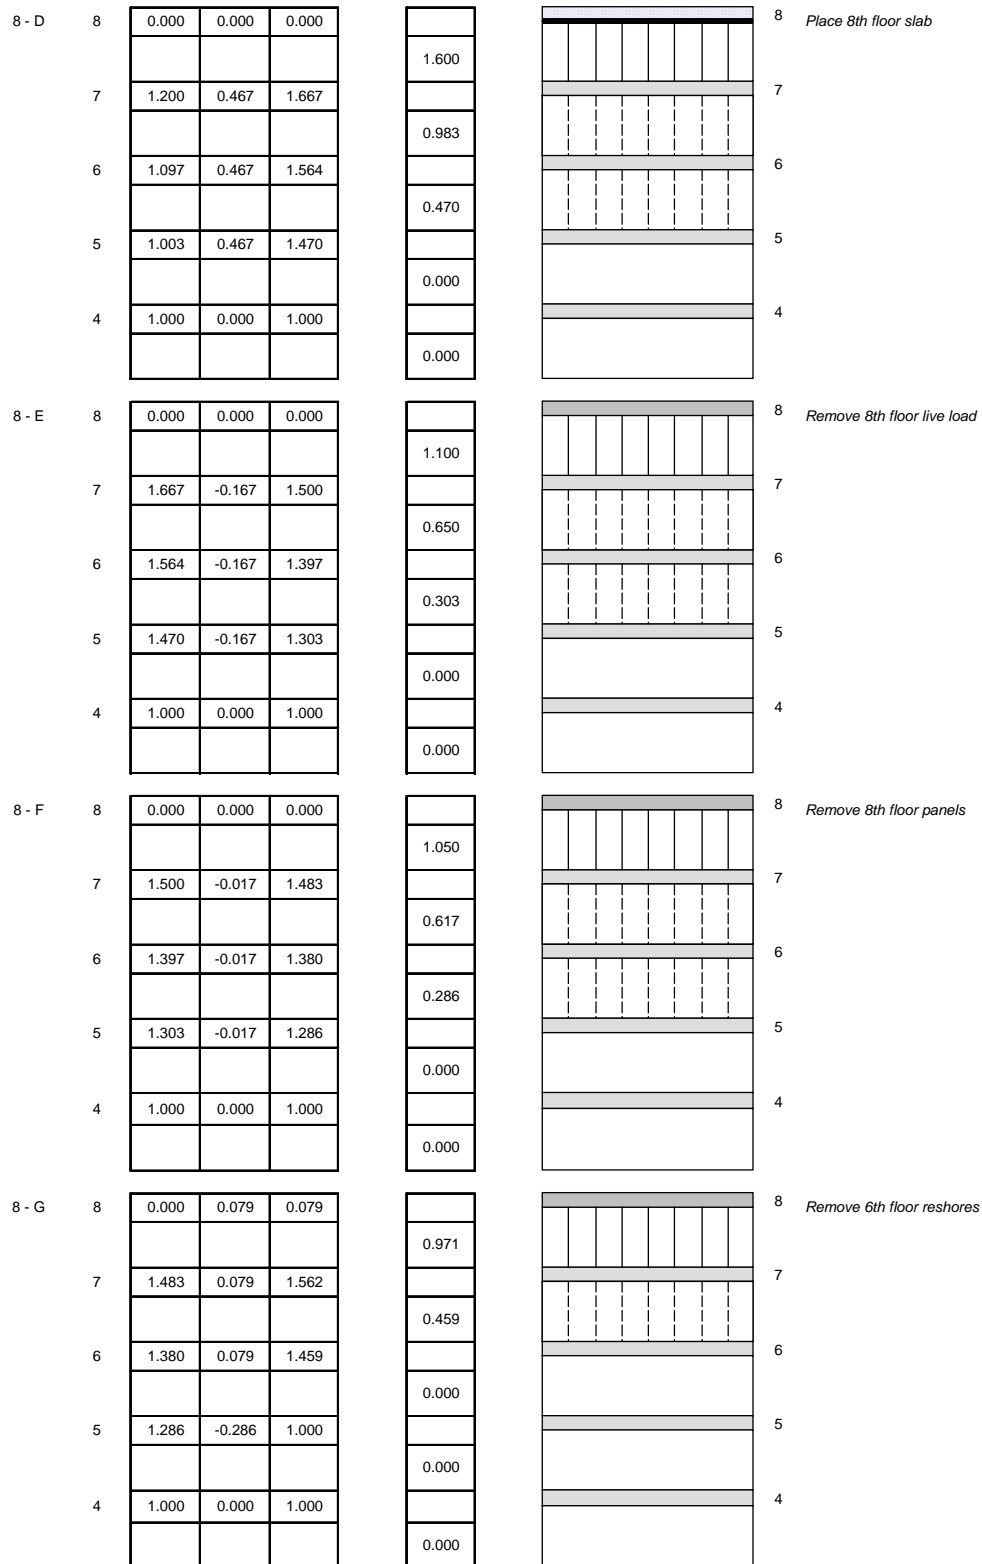 8 - D 8 0.000 0.000 0.000 8 Place 8th floor slab
1.600
7 1.200 0.467 1.667 7
0.983
6 1.097 0.467 1.564 6
0.470
5 1.003 0.467 1.470 5
0.000
4 1.000 0.000 1.000 4
0.000
8 - E 8 0.000 0.000 0.000 8 Remove 8th floor live load
1.100
7 1.667 -0.167 1.500 7
0.650
6 1.564 -0.167 1.397 6
0.303
5 1.470 -0.167 1.303 5
0.000
4 1.000 0.000 1.000 4
0.000
8 - F 8 0.000 0.000 0.000 8 Remove 8th floor panels
1.050
7 1.500 -0.017 1.483 7
0.617
6 1.397 -0.017 1.380 6
0.286
5 1.303 -0.017 1.286 5
0.000
4 1.000 0.000 1.000 4
0.000
8 - G 8 0.000 0.079 0.079 8 Remove 6th floor reshores
0.971
7 1.483 0.079 1.562 7
0.459
6 1.380 0.079 1.459 6
0.000
5 1.286 -0.286 1.000 5
0.000
4 1.000 0.000 1.000 4
0.000